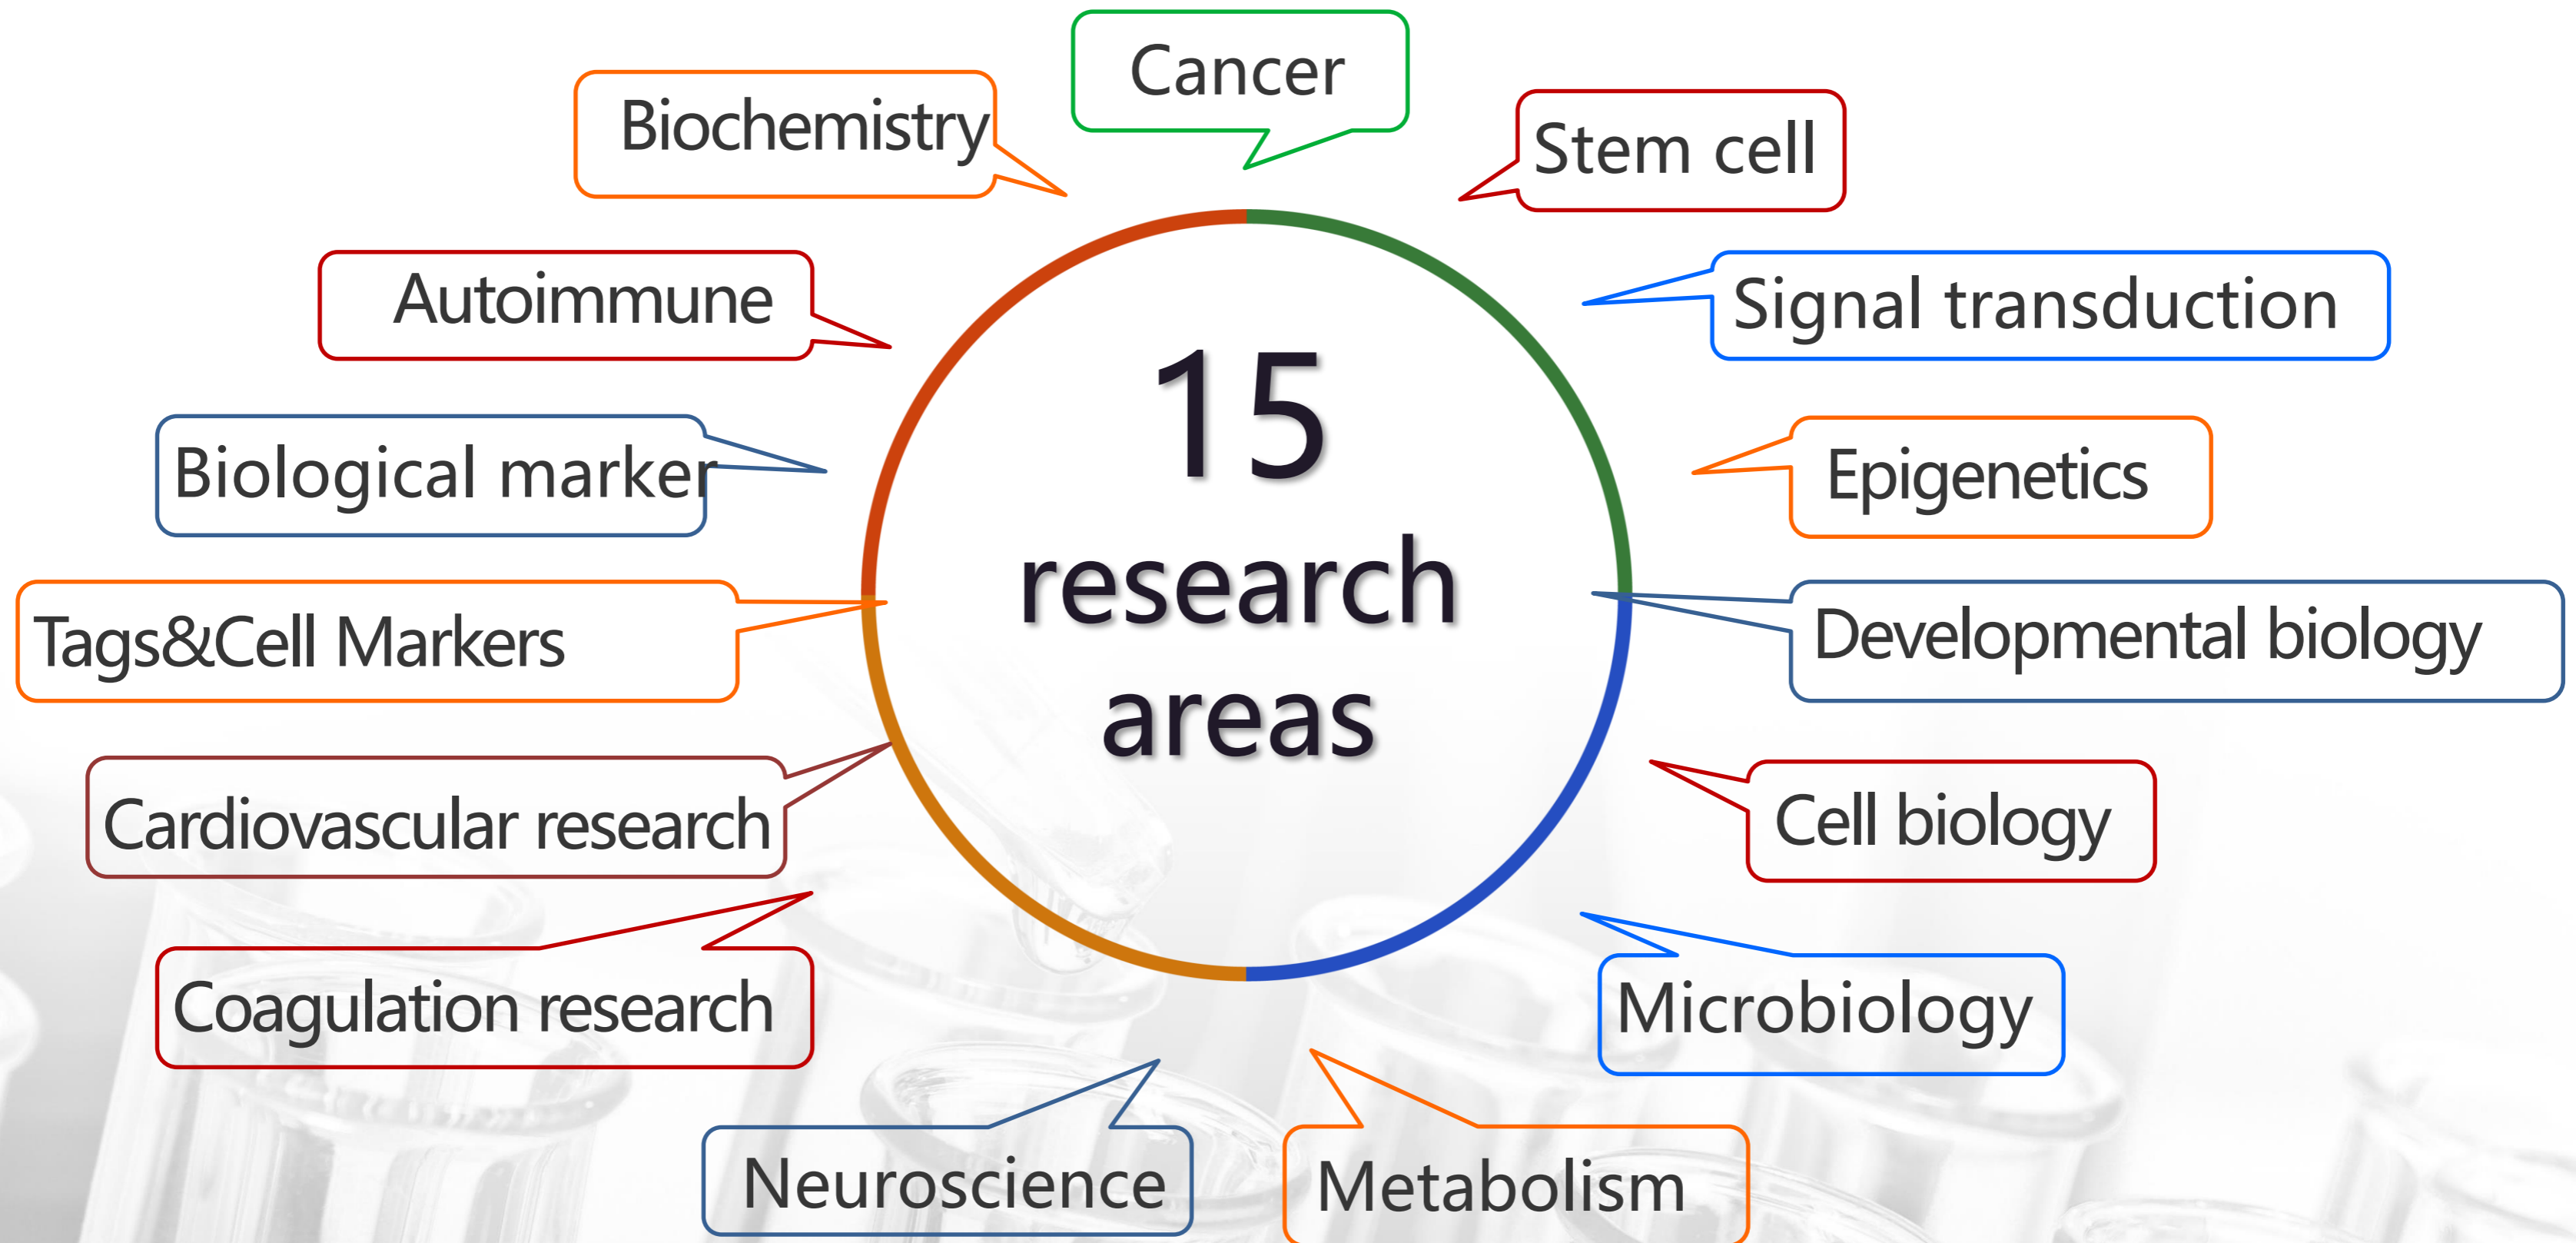 Cancer
Biochemistry
Stem cell
Autoimmune
Signal transduction
Biological marker
Epigenetics
Tags&Cell Markers
Developmental biology
Cardiovascular research
Cell biology
Coagulation research
Microbiology
Neuroscience
Metabolism
15
research
areas